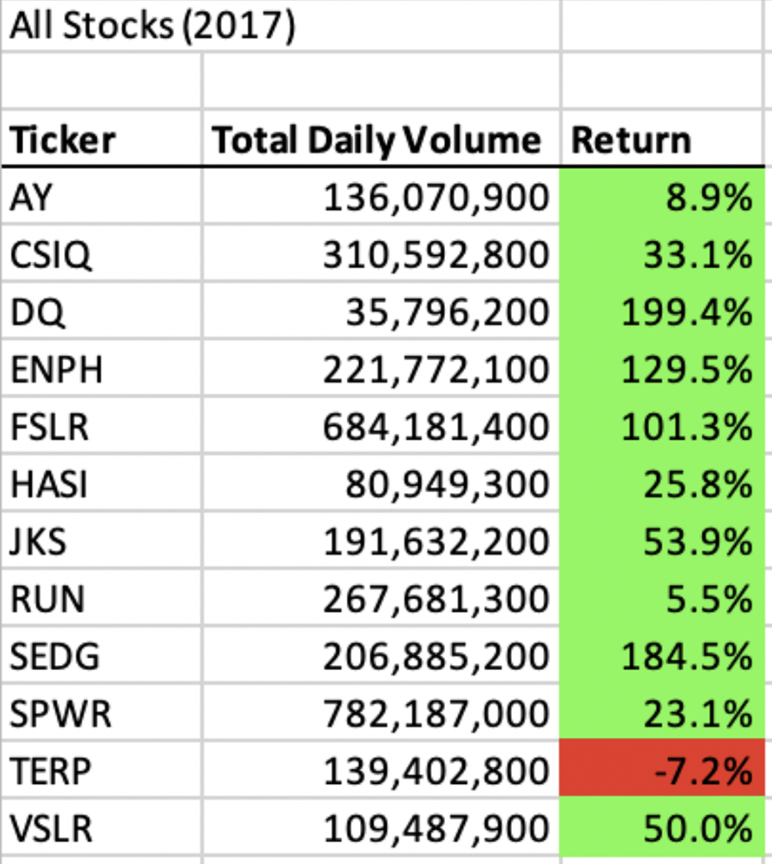 All Stocks (2017)
Ticker Total Daily Volume Return
AY 136,070,900 8.9%
CSIQ 310,592,800 33.1%
DQ 35,796,200 199.4%
ENPH 221,772,100 129.5%
FSLR 684,181,400 101.3%
HASI 80,949,300 25.8%
JKS 191,632,200 53.9%
RUN 267,681,300 5.5%
SEDG 206,885,200 184.5%
SPWR 782,187,000 23.1%
TERP 139,402,800 -7.2%
VSLR 109,487,900 50.0%